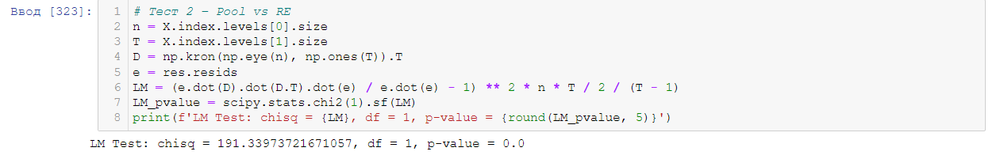 Ввод [323]:
1 # Тест 2 - Pool vs RE
2 n = X.index.levels[0].size
3 T = X.index.levels[1].size
4 D = np.kron(np.eye(n), np.ones(T)).T
5 e = res.resids
6 LM = (e.dot(D).dot(D.T).dot(e) / e.dot(e) - 1) ** 2 * n * T / 2 / (T - 1)
7 LM_pvalue = scipy.stats.chi2(1).sf(LM)
8 print(f'LM Test: chisq = {LM}, df = 1, p-value = {round(LM_pvalue, 5)}')
LM Test: chisq = 191.33973721671057, df = 1, p-value = 0.0